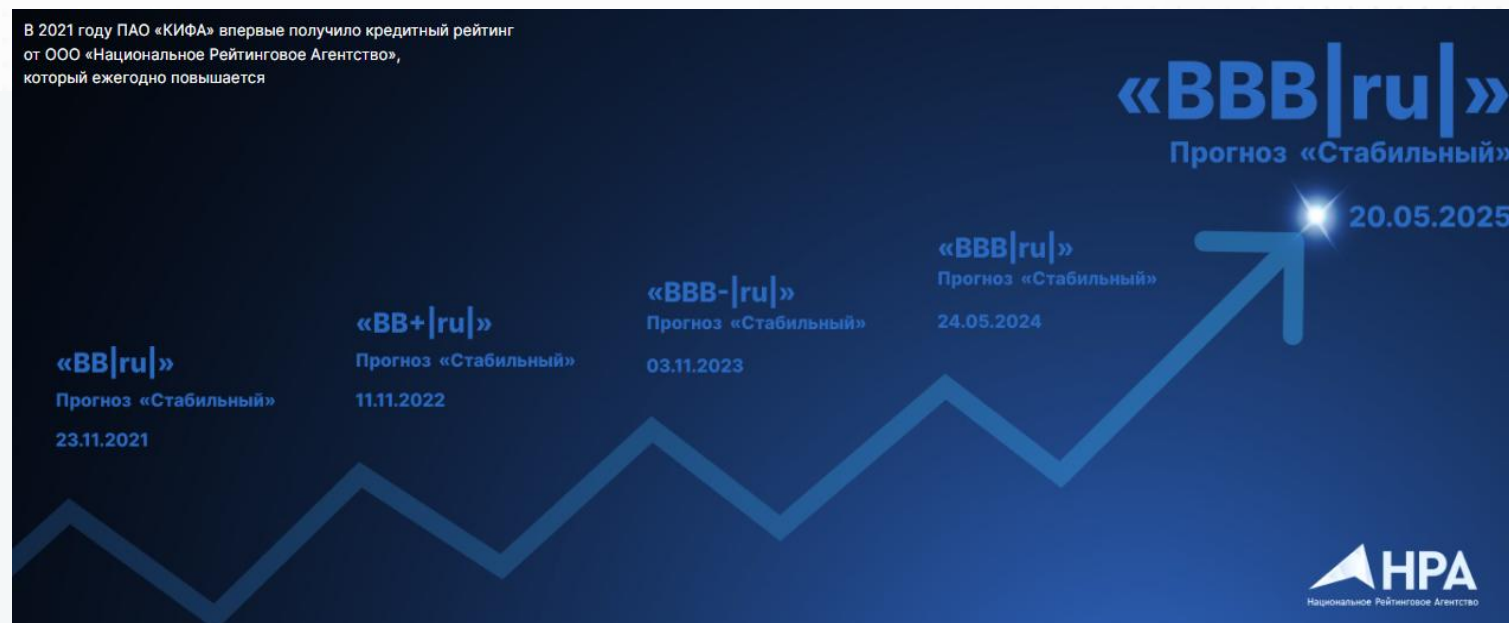 В 2021 году ПАО «КИФА» впервые получило кредитный рейтинг
от ООО «Национальное Рейтинговое Агентство»,
который ежегодно повышается
«BB|ru|»
Прогноз «Стабильный»
23.11.2021
«BB+|ru|»
Прогноз «Стабильный»
11.11.2022
«BBB-|ru|»
Прогноз «Стабильный»
03.11.2023
«BBB|ru|»
Прогноз «Стабильный»
24.05.2024
«BBB|ru|»
Прогноз «Стабильный»
20.05.2025
НРА
Национальное Рейтинговое Агентство